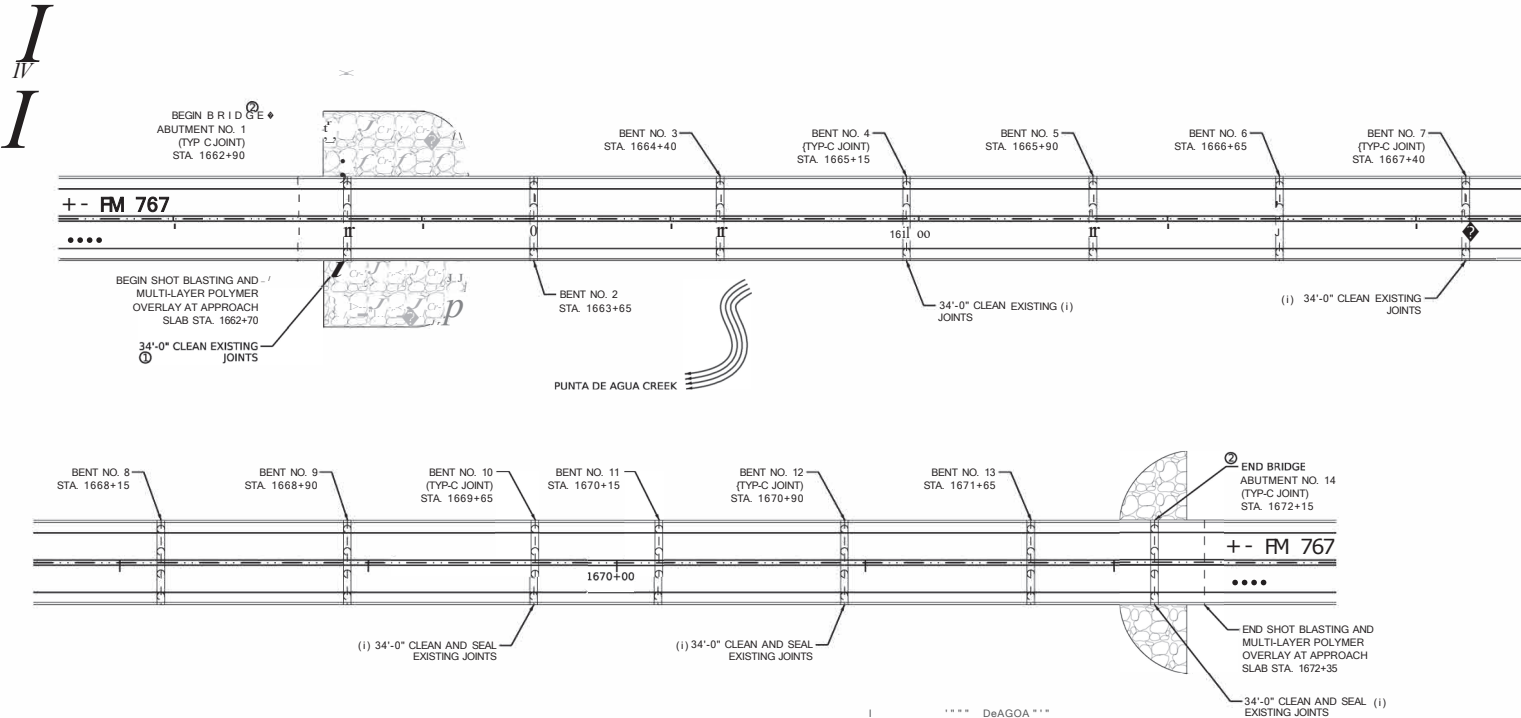 BEGIN BRIDGE
②
ABUTMENT NO. 1
(TYP C JOINT)
STA. 1662+90
BENT NO. 3
STA. 1664+40
BENT NO. 4
(TYP-C JOINT)
STA. 1665+15
BENT NO. 5
STA. 1665+90
BENT NO. 6
STA. 1666+65
BENT NO. 7
(TYP-C JOINT)
STA. 1667+40
+- FM 767
BEGIN SHOT BLASTING AND
MULTI-LAYER POLYMER
OVERLAY AT APPROACH
SLAB STA. 1662+70
34'-0" CLEAN EXISTING
① JOINTS
BENT NO. 2
STA. 1663+65
34'-0" CLEAN EXISTING (i)
JOINTS
(i) 34'-0" CLEAN EXISTING
JOINTS
PUNTA DE AGUA CREEK
BENT NO. 8
STA. 1668+15
BENT NO. 9
STA. 1668+90
BENT NO. 10
(TYP-C JOINT)
STA. 1669+65
BENT NO. 11
STA. 1670+15
BENT NO. 12
(TYP-C JOINT)
STA. 1670+90
BENT NO. 13
STA. 1671+65
②
END BRIDGE
ABUTMENT NO. 14
(TYP-C JOINT)
STA. 1672+15
+- FM 767
1670+00
(i) 34'-0" CLEAN AND SEAL
EXISTING JOINTS
(i) 34'-0" CLEAN AND SEAL
EXISTING JOINTS
END SHOT BLASTING AND
MULTI-LAYER POLYMER
OVERLAY AT APPROACH
SLAB STA. 1672+35
34'-0" CLEAN AND SEAL (i)
EXISTING JOINTS